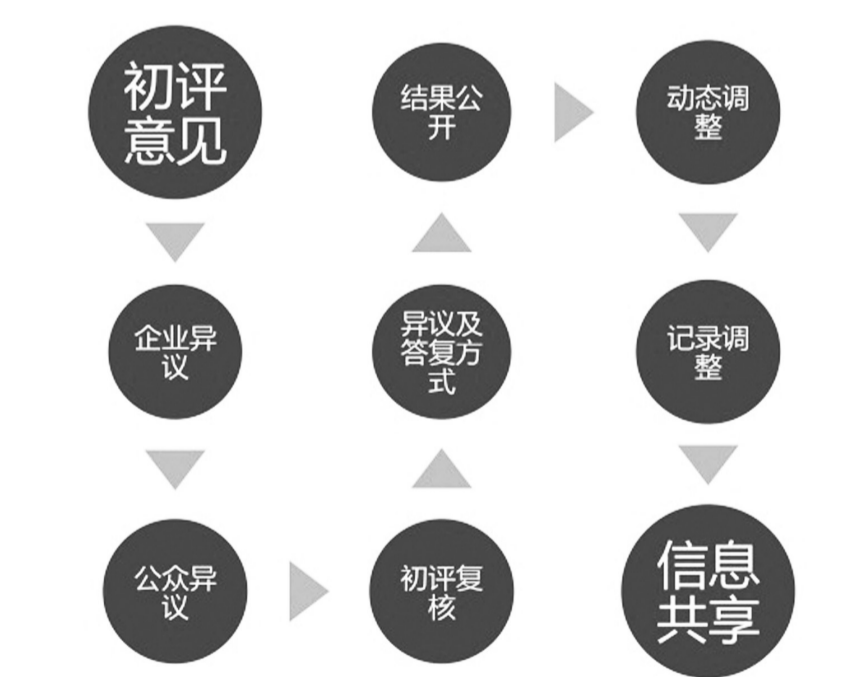 初评
意见
企业异
议
公众异
议
初评复
核
异议及
答复方
式
结果公
开
动态调
整
记录调
整
信息
共享